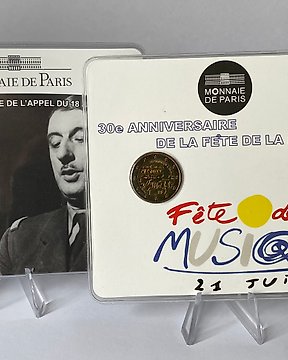 NAIE DE PARIS
E DE L'APPEL DU 18
MONNAIE
DE PARIS
30e ANNIVERSAIRE
DE LA FÊTE DE LA
Fête de
MUSIQ
21 JUI